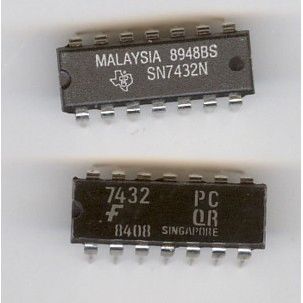 MALAYSIA 8948BS
SN7432N
7432 PC
F QR
8408 SINGAPORE